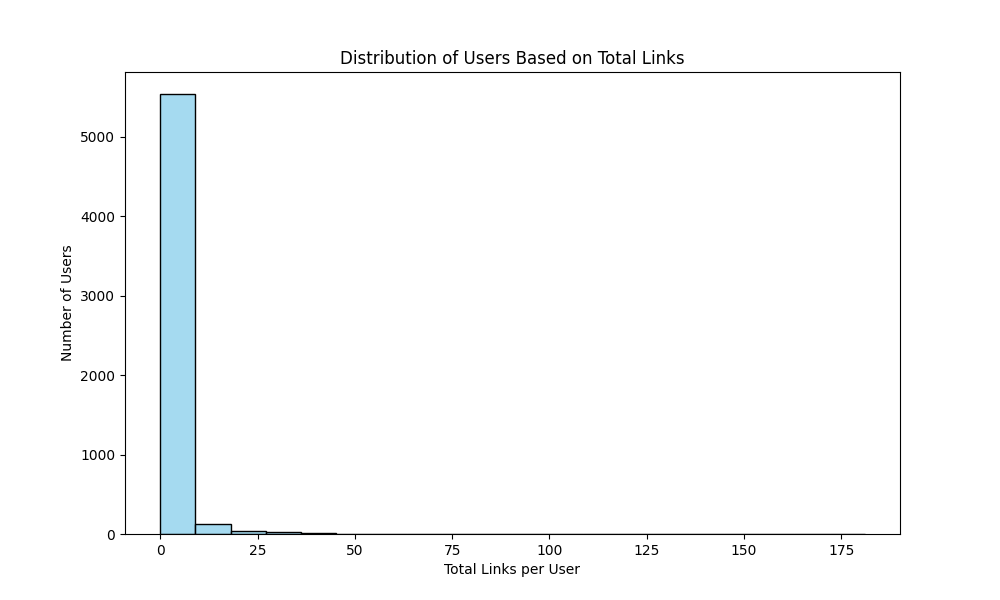 Distribution of Users Based on Total Links
Number of Users
5000
4000
3000
2000
1000
0
0 25 50 75 100 125 150 175
Total Links per User